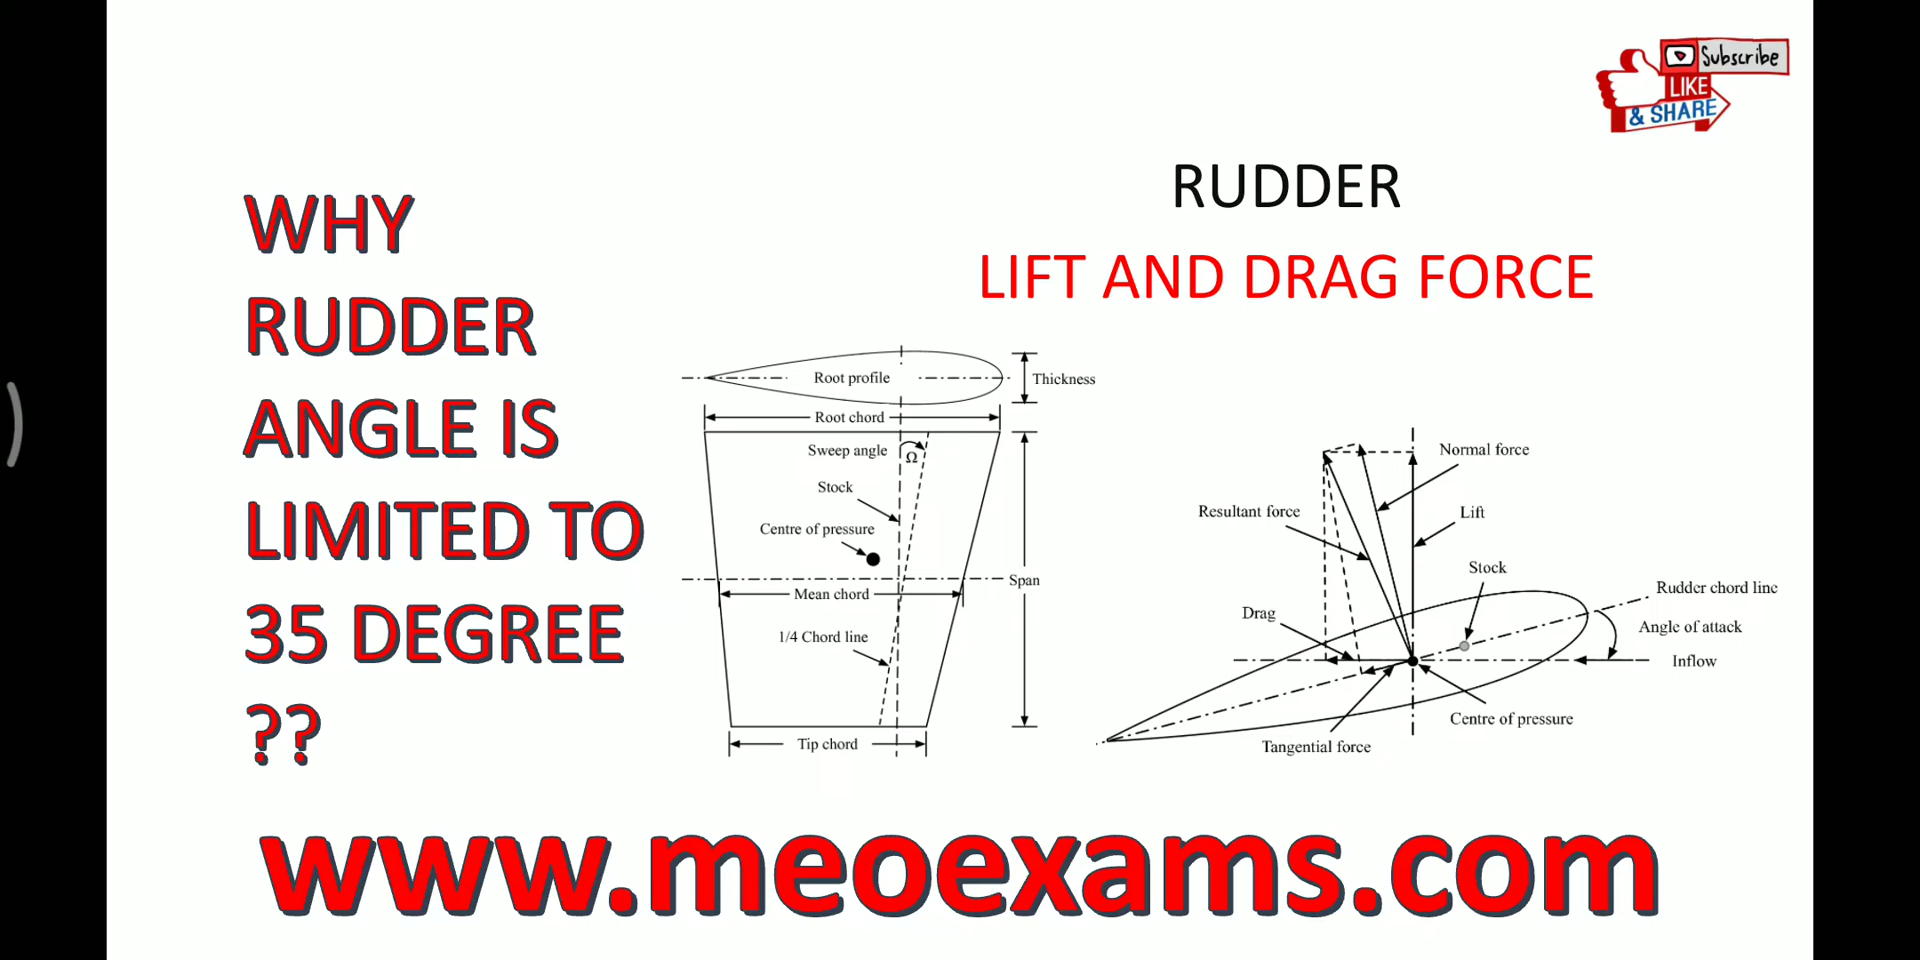 Subscribe
LIKE
& SHARE
RUDDER
LIFT AND DRAG FORCE
WHY
RUDDER
ANGLE IS
LIMITED TO
35 DEGREE
??
Root profile
Thickness
Root chord
Sweep angle
Ω
Stock
Centre of pressure
Span
Mean chord
1/4 Chord line
Tip chord
Normal force
Resultant force
Lift
Stock
Rudder chord line
Drag
Angle of attack
Inflow
Centre of pressure
Tangential force
www.meoexams.com